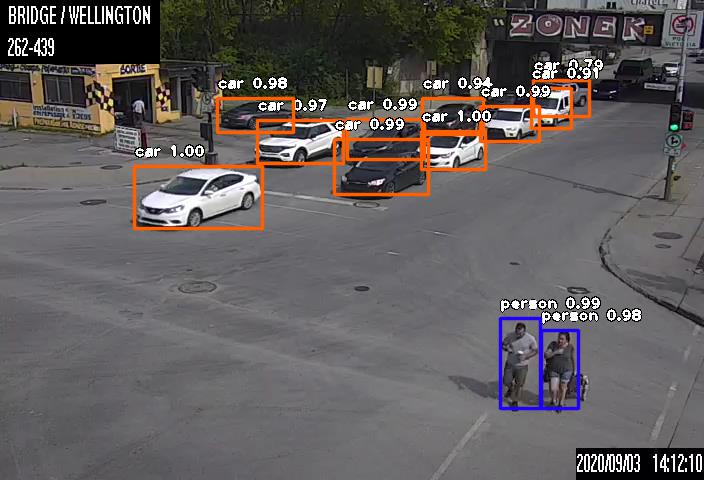 BRIDGE / WELLINGTON
262-439
ZONEK
SORTIE
car 0.79
car 0.91
car 0.98
car 0.94
car 0.97
car 0.99
car 0.99
car 0.99
car 1.00
car 1.00
person 0.99
person 0.98
2020/09/03 14:12:10